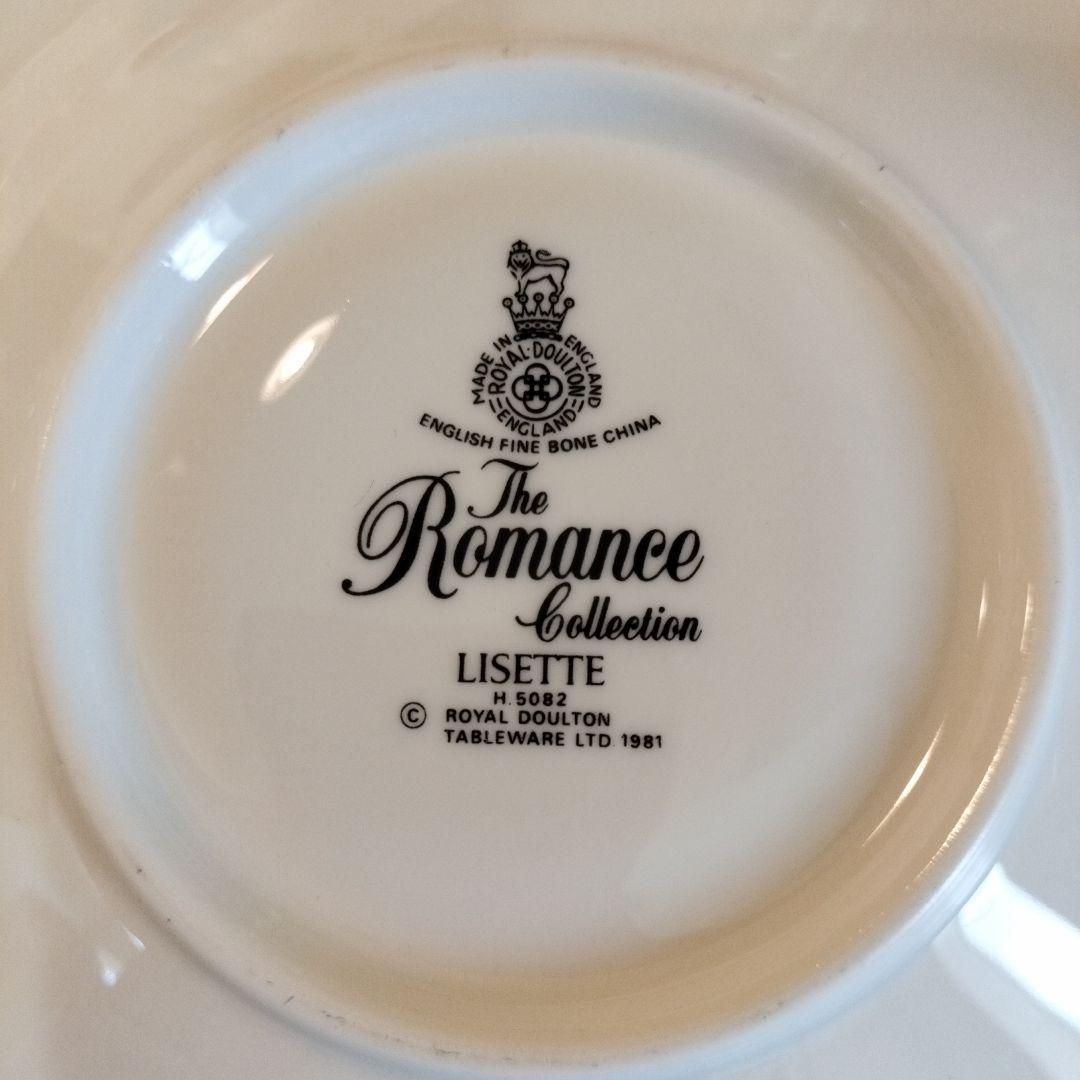 MADE IN ENGLAND
ROYAL·DOULTON
ENGLAND
ENGLISH FINE BONE CHINA
The
Romance
Collection
LISETTE
H.5082
© ROYAL DOULTON
TABLEWARE LTD. 1981